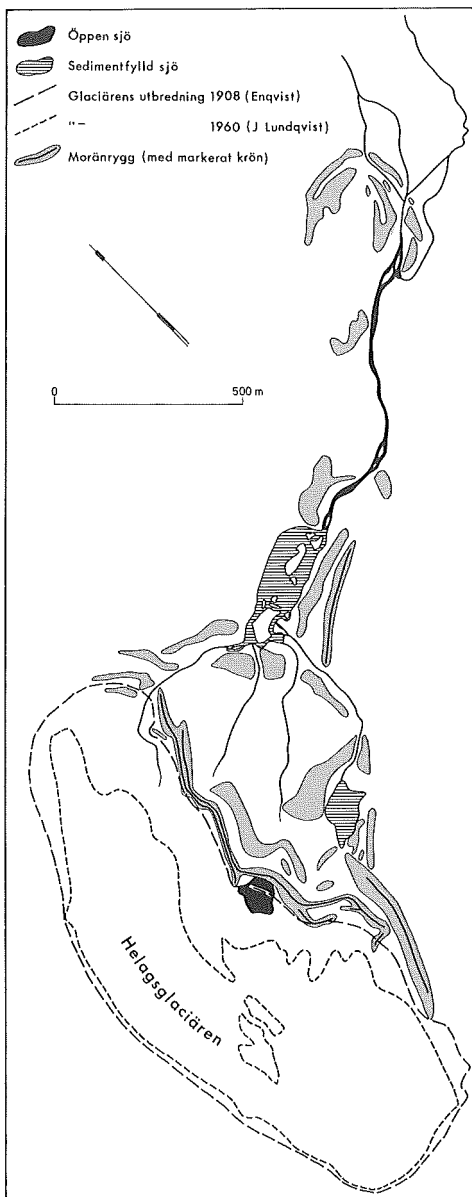 Öppen sjö
Sedimentfylld sjö
Glaciärens utbredning 1908 (Enqvist)
"– 1960 (J Lundqvist)
Moränrygg (med markerat krön)
0 500 m
Helagsglaciären